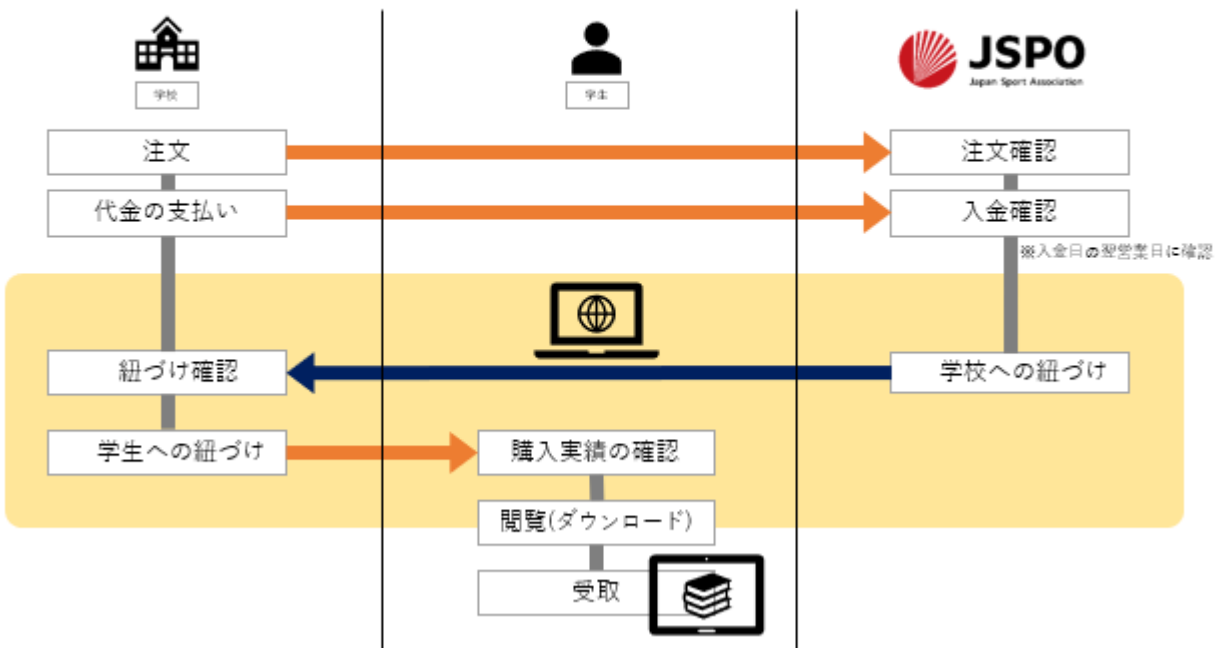 学校
学生
JSPO
Japan Sport Association
注文
注文確認
代金の支払い
入金確認
※入金日の翌営業日に確認
紐づけ確認
学校への紐づけ
学生への紐づけ
購入実績の確認
閲覧(ダウンロード)
受取